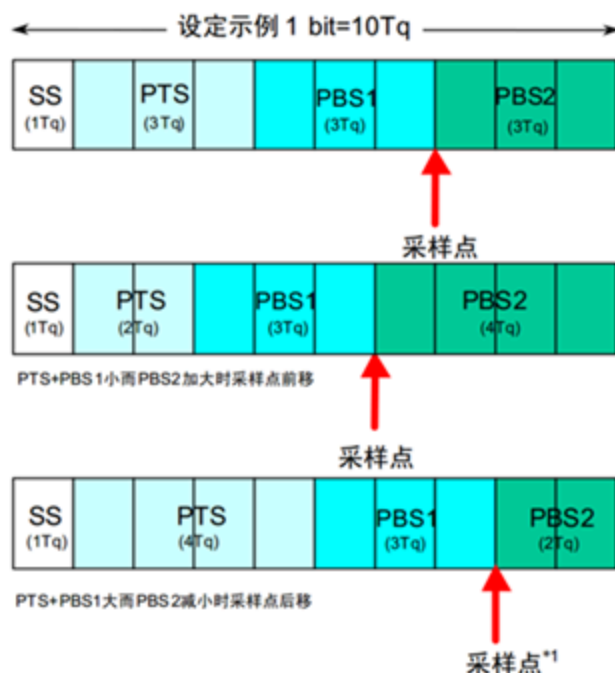 设定示例 1 bit=10Tq
SS PTS PBS1 PBS2
(1Tq) (3Tq) (3Tq) (3Tq)
采样点
SS PTS PBS1 PBS2
(1Tq) (2Tq) (3Tq) (4Tq)
PTS+PBS1小而PBS2加大时采样点前移
采样点
SS PTS PBS1 PBS2
(1Tq) (4Tq) (3Tq) (2Tq)
PTS+PBS1大而PBS2减小时采样点后移
采样点*1